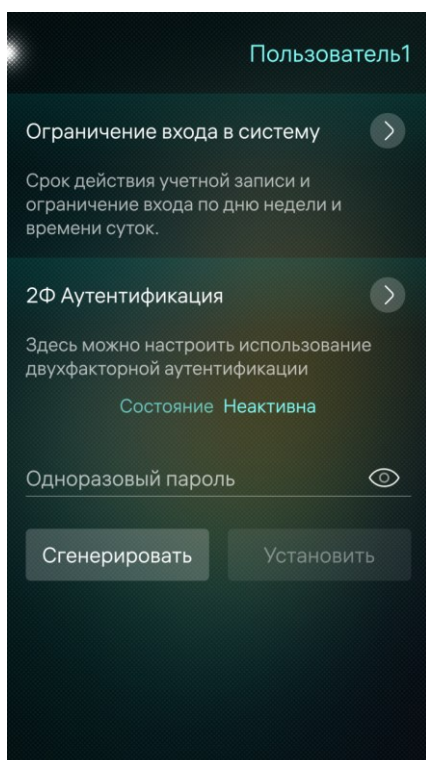 Пользователь1
Ограничение входа в систему
Срок действия учетной записи и
ограничение входа по дню недели и
времени суток.
2Ф Аутентификация
Здесь можно настроить использование
двухфакторной аутентификации
Состояние Неактивна
Одноразовый пароль
Сгенерировать Установить